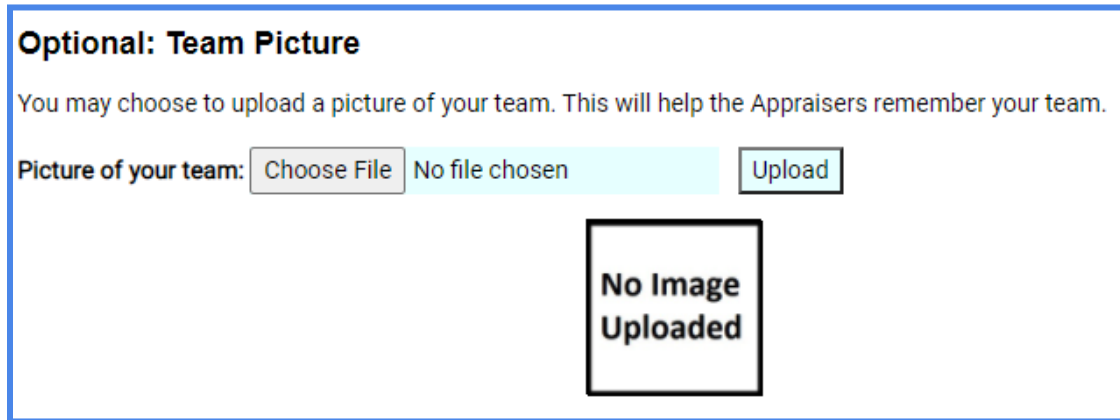 Optional: Team Picture
You may choose to upload a picture of your team. This will help the Appraisers remember your team.
Picture of your team: Choose File No file chosen Upload
No Image
Uploaded